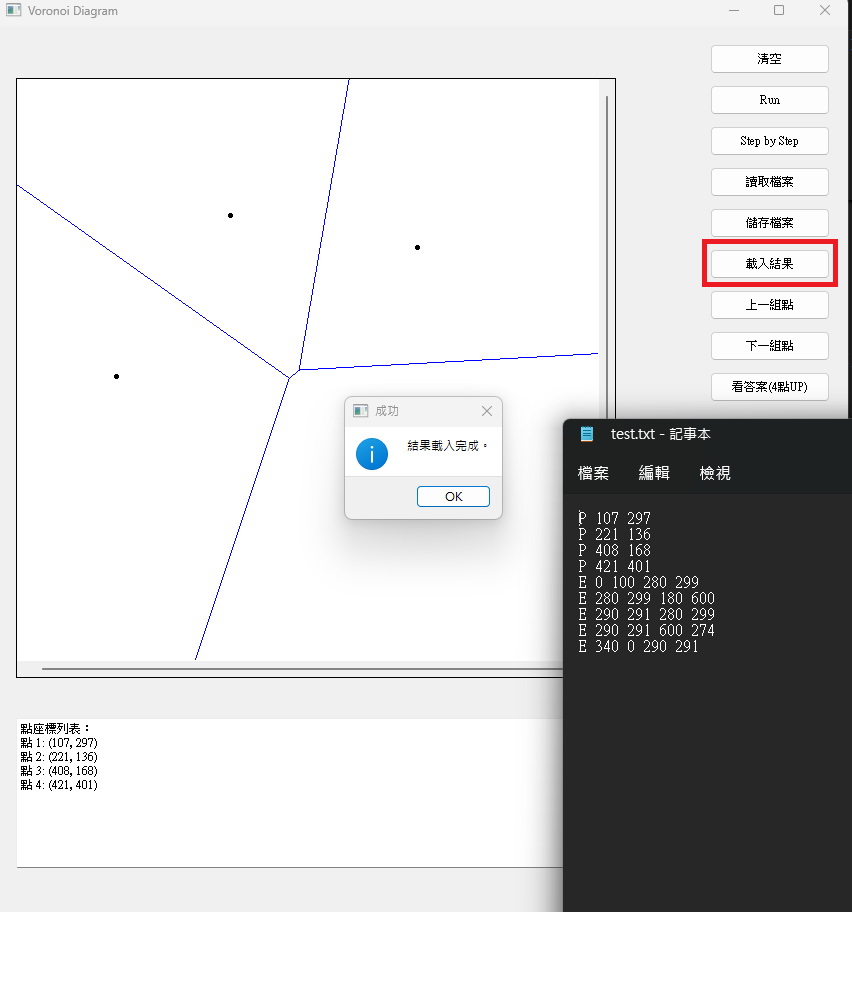 Voronoi Diagram
清空
Run
Step by Step
讀取檔案
儲存檔案
載入結果
上一組點
下一組點
看答案(4點UP)
成功
結果載入完成。
OK
test.txt - 記事本
檔案 編輯 檢視
P 107 297
P 221 136
P 408 168
P 421 401
E 0 100 280 299
E 280 299 180 600
E 290 291 280 299
E 290 291 600 274
E 340 0 290 291
點座標列表：
點 1: (107, 297)
點 2: (221, 136)
點 3: (408, 168)
點 4: (421, 401)